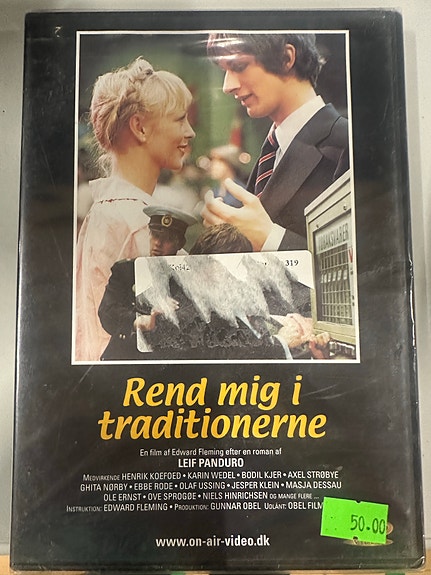 319
Rend mig i
traditionerne
En film af Edward Fleming efter en roman af
LEIF PANDURO
MEDVIRKENDE HENRIK KOEFOED • KARIN WEDEL • BODIL KJER • AXEL STRØBYE
GHITA NØRBY • EBBE RODE • OLAF USSING • JESPER KLEIN • MASJA DESSAU
OLE ERNST • OVE SPROGØE • NIELS HINRICHSEN OG MANGE FLERE ...
INSTRUKTION: EDWARD FLEMING • PRODUKTION: GUNNAR OBEL UDLÅNT: OBEL FILM
50.00
www.on-air-video.dk